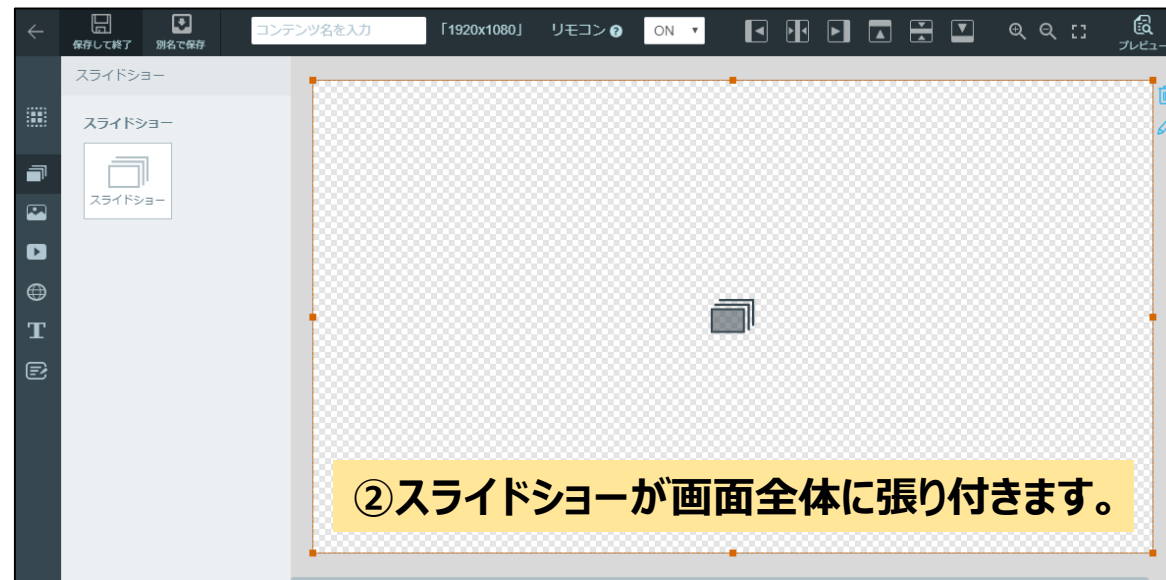 保存して終了 別名で保存 コンテンツ名を入力 「1920x1080」 リモコン ? ON プレビュー
スライドショー
スライドショー
スライドショー
T
②スライドショーが画面全体に張り付きます。